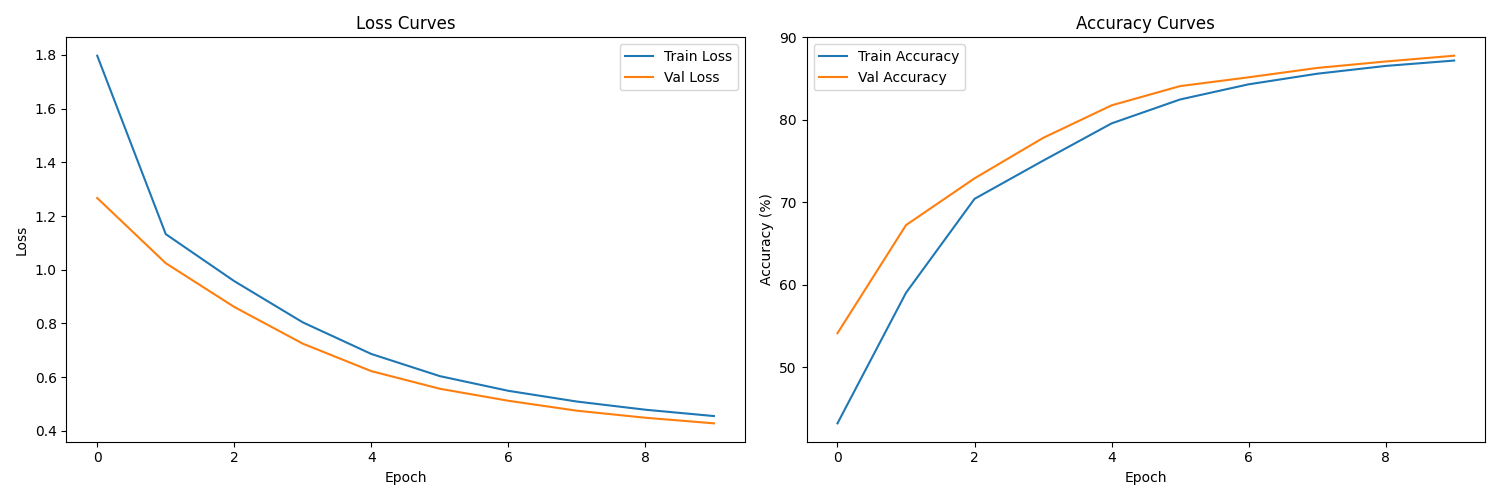 Loss Curves
1.8
1.6
1.4
1.2
1.0
0.8
0.6
0.4
Loss
Train Loss
Val Loss
0 2 4 6 8
Epoch
Accuracy Curves
90
80
70
60
50
Accuracy (%)
Train Accuracy
Val Accuracy
0 2 4 6 8
Epoch